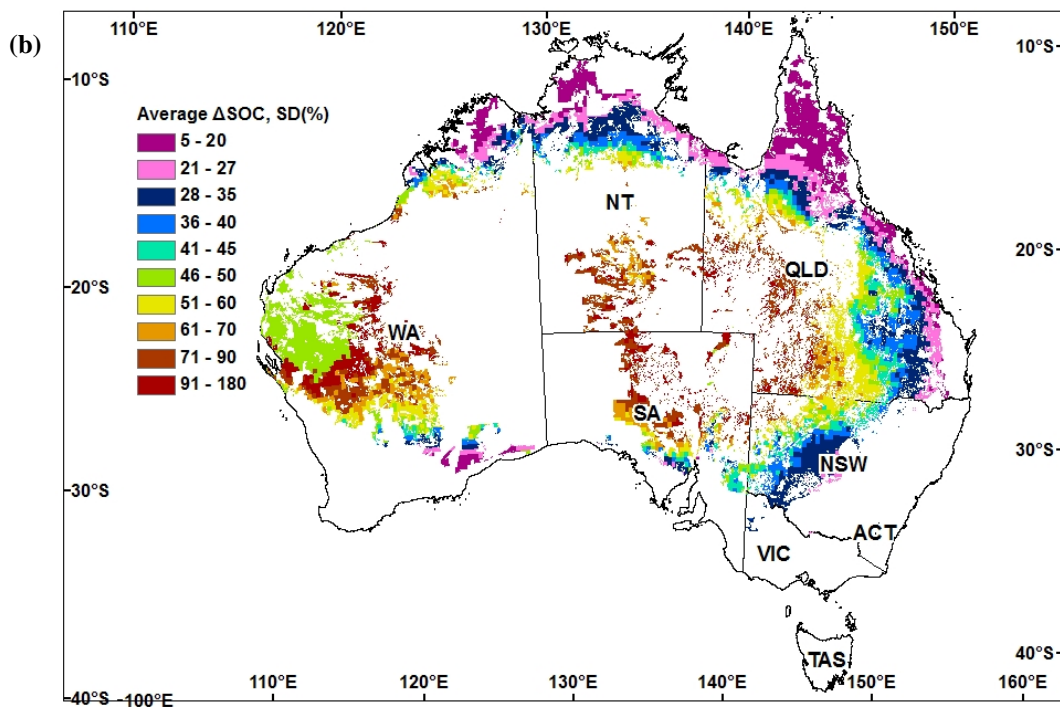 110°E 120°E 130°E 140°E 150°E
(b)
10°S 10°S
Average ΔSOC, SD(%)
5 - 20
21 - 27
28 - 35
36 - 40
41 - 45
46 - 50
51 - 60
61 - 70
71 - 90
91 - 180
NT
20°S
QLD
20°S
WA
SA
30°S
NSW
30°S
ACT
VIC
40°S
TAS
110°E 120°E 130°E 140°E 150°E 160°E
40°S -100°E